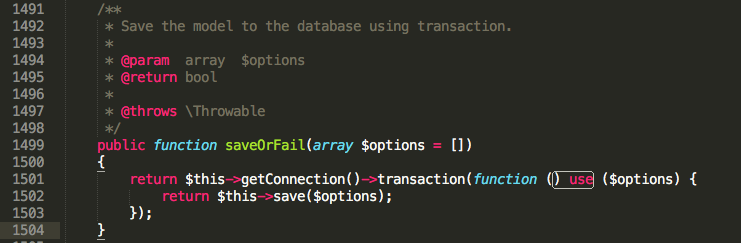 1491 /**
1492 * Save the model to the database using transaction.
1493 *
1494 * @param  array  $options
1495 * @return bool
1496 *
1497 * @throws \Throwable
1498 */
1499 public function saveOrFail(array $options = [])
1500 {
1501 return $this->getConnection()->transaction(function () use ($options) {
1502 return $this->save($options);
1503 });
1504 }